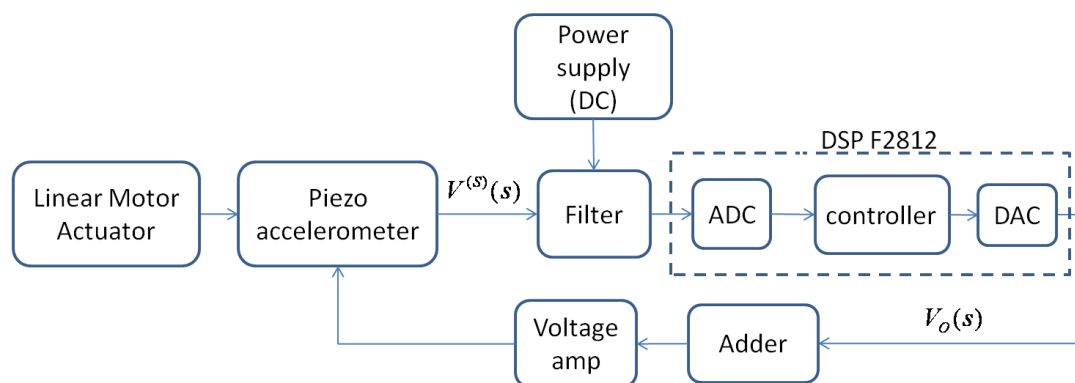 Power
supply
(DC)
DSP F2812
Linear Motor
Actuator
Piezo
accelerometer
V^(s)(s)
Filter
ADC
controller
DAC
Voltage
amp
Adder
V_O(s)